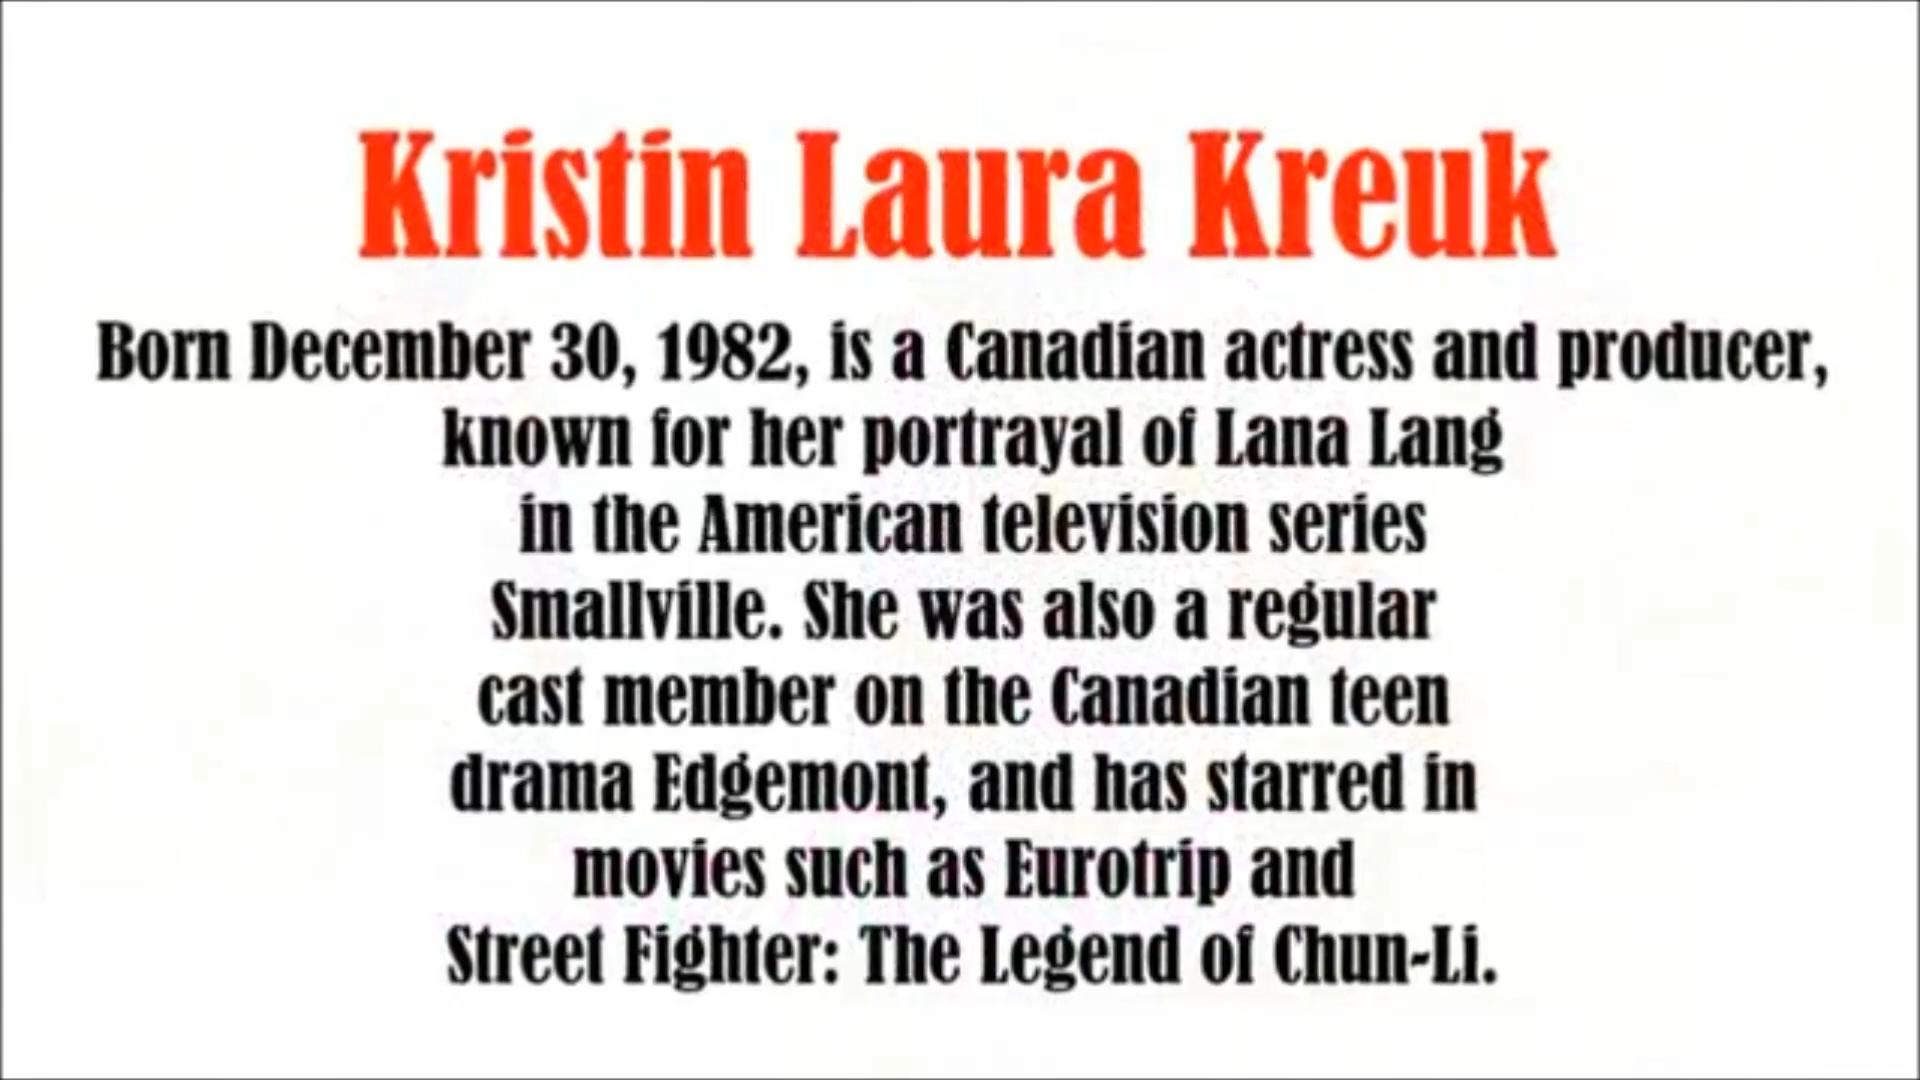 Kristin Laura Kreuk
Born December 30, 1982, is a Canadian actress and producer,
known for her portrayal of Lana Lang
in the American television series
Smallville. She was also a regular
cast member on the Canadian teen
drama Edgemont, and has starred in
movies such as Eurotrip and
Street Fighter: The Legend of Chun-Li.